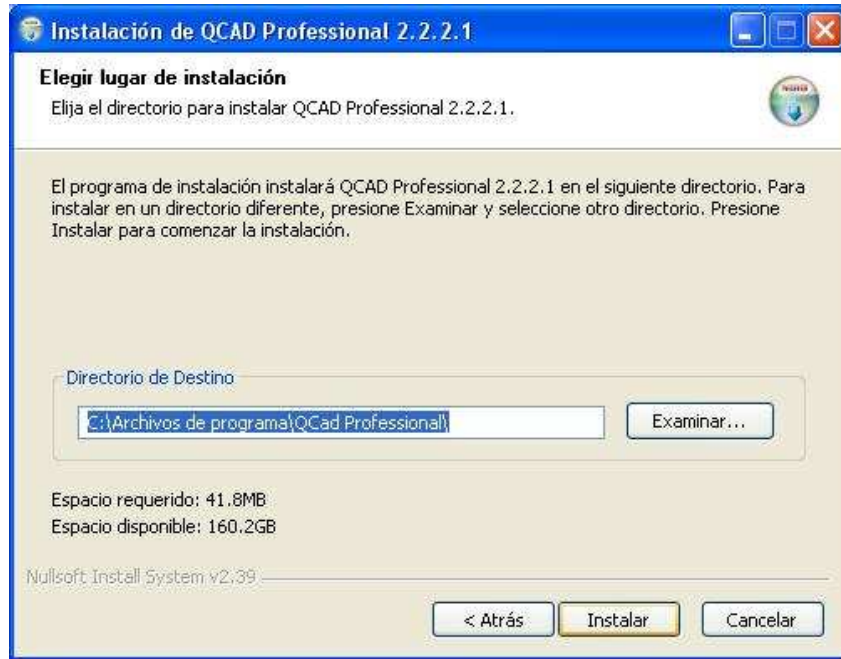 Instalación de QCAD Professional 2.2.2.1
Elegir lugar de instalación
Elija el directorio para instalar QCAD Professional 2.2.2.1.
El programa de instalación instalará QCAD Professional 2.2.2.1 en el siguiente directorio. Para
instalar en un directorio diferente, presione Examinar y seleccione otro directorio. Presione
Instalar para comenzar la instalación.
Directorio de Destino
C:\Archivos de programa\QCad Professional\
Examinar...
Espacio requerido: 41.8MB
Espacio disponible: 160.2GB
Nullsoft Install System v2.39
< Atrás
Instalar
Cancelar